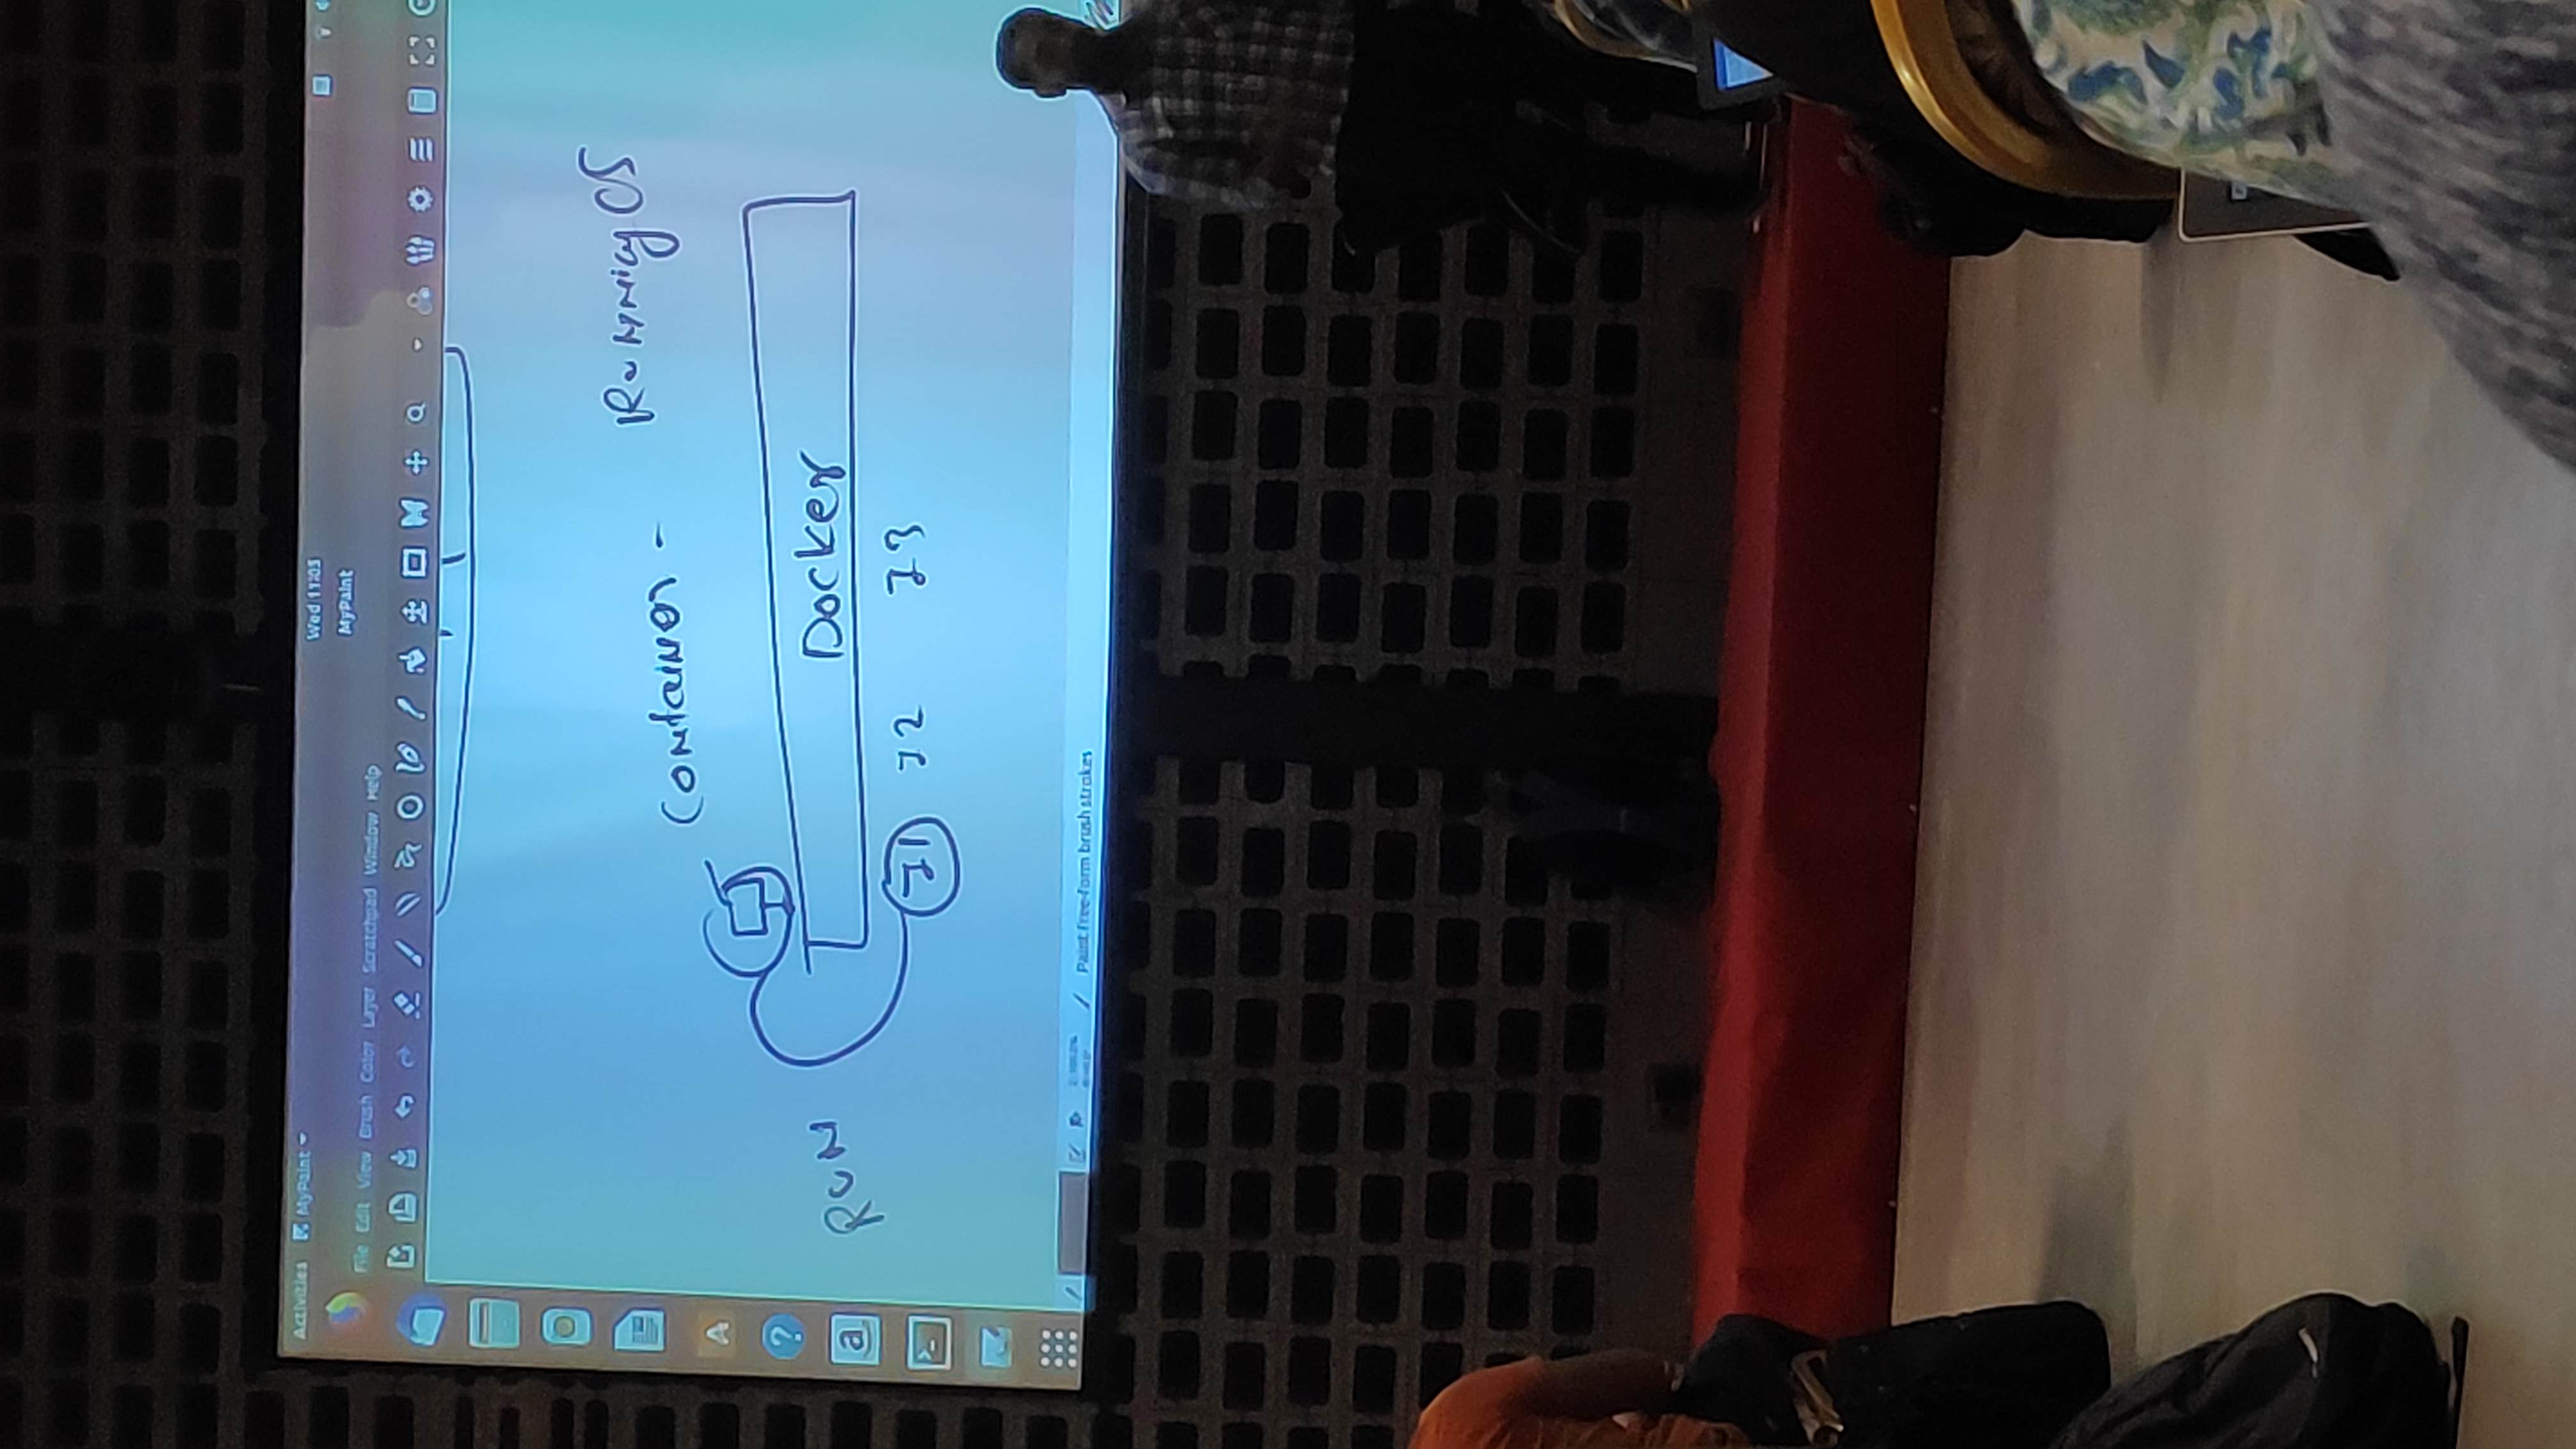 Activities MyPaint
Wed 11:05
MyPaint
File Edit View Brush Color Layer Scratchpad Window Help
Container - Running OS
RUN
Docker
I1 I2 I3
Paint free-form brush strokes